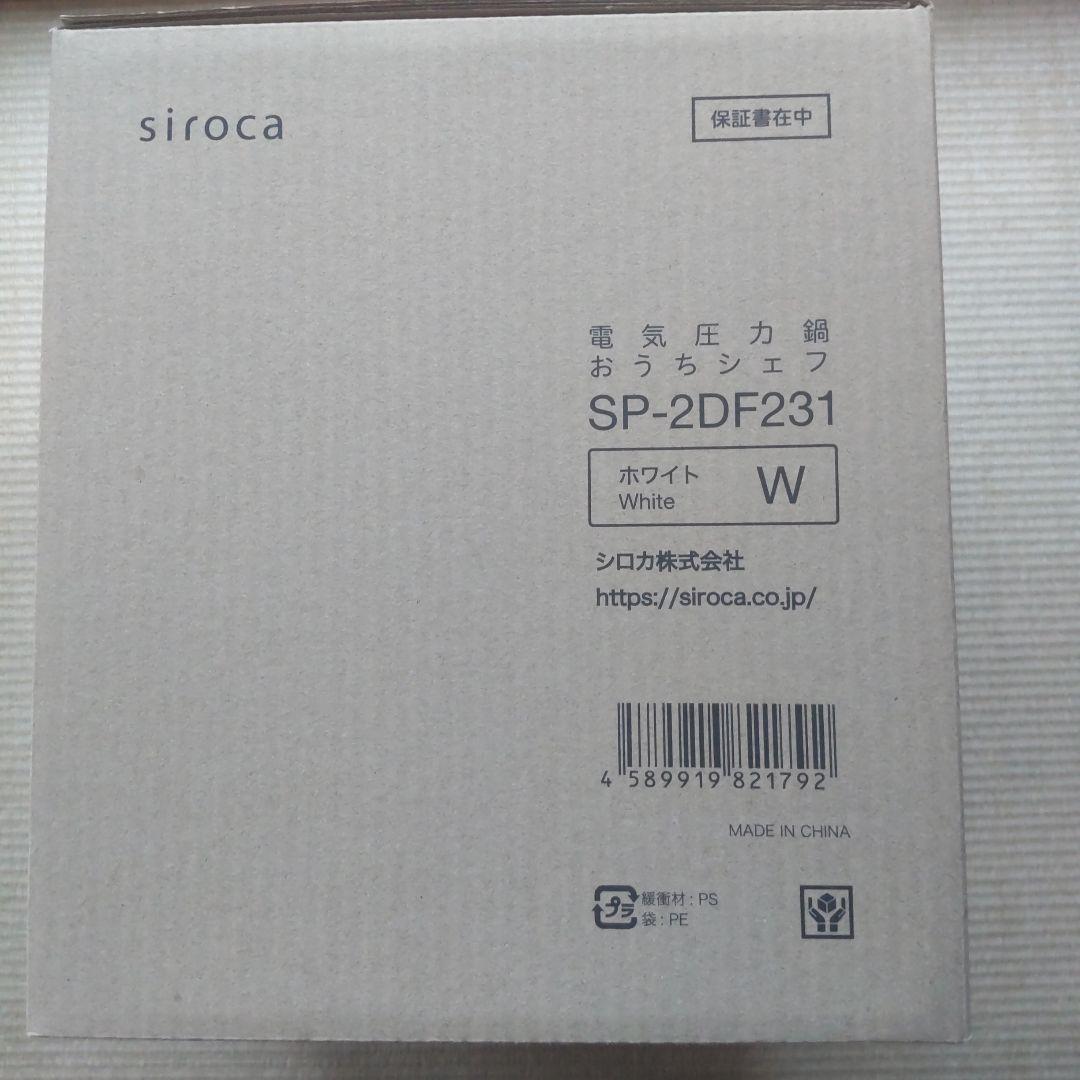 siroca
保証書在中
電気圧力鍋
おうちシェフ
SP-2DF231
ホワイト
White
W
シロカ株式会社
https://siroca.co.jp/
4 589919 821792
MADE IN CHINA
プラ
緩衝材 : PS
袋 : PE